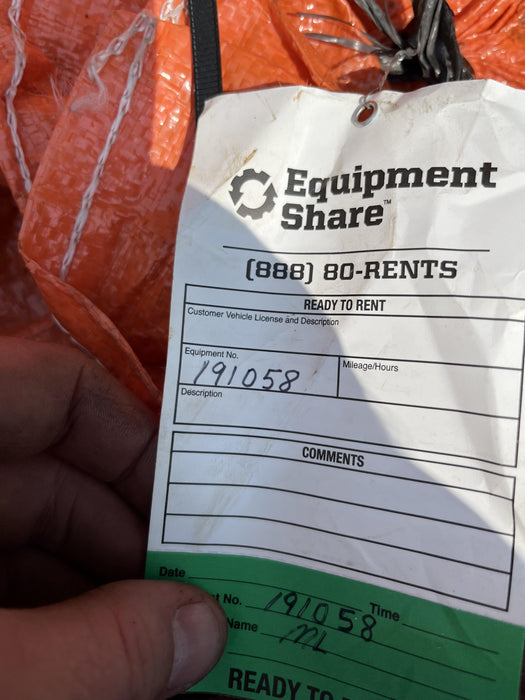 Equipment
Share™
(888) 80-RENTS
READY TO RENT
Customer Vehicle License and Description
Equipment No.
Mileage/Hours
191058
Description
COMMENTS
Date
t No. 191058 Time
Name ML
READY TO